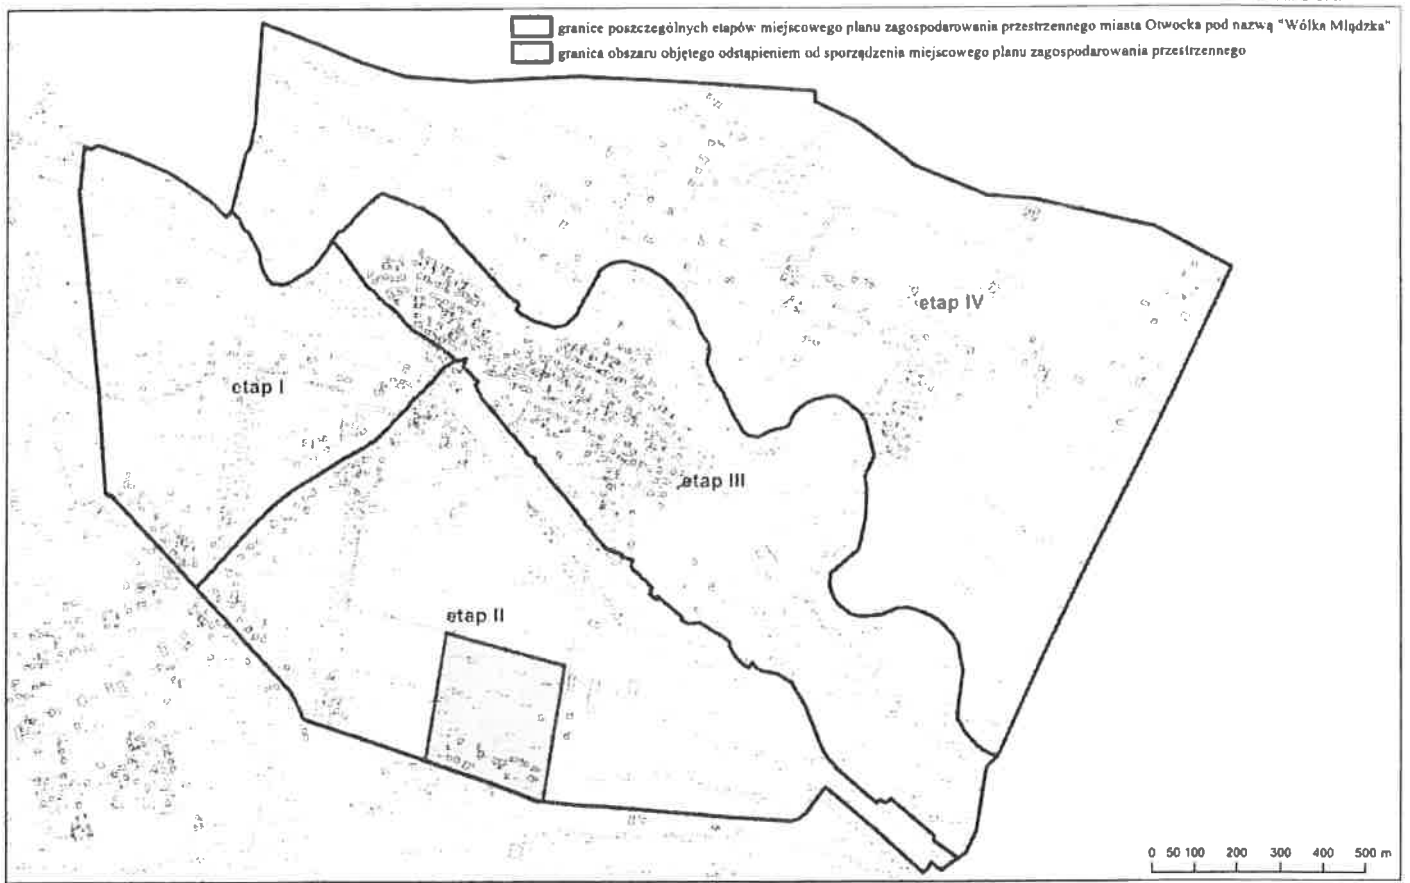 granice poszczególnych etapów miejscowego planu zagospodarowania przestrzennego miasta Otwocka pod nazwą "Wólka Mlądzka"
granica obszaru objętego odstąpieniem od sporządzenia miejscowego planu zagospodarowania przestrzennego
etap IV
etap I
etap III
etap II
0 50 100 200 300 400 500 m